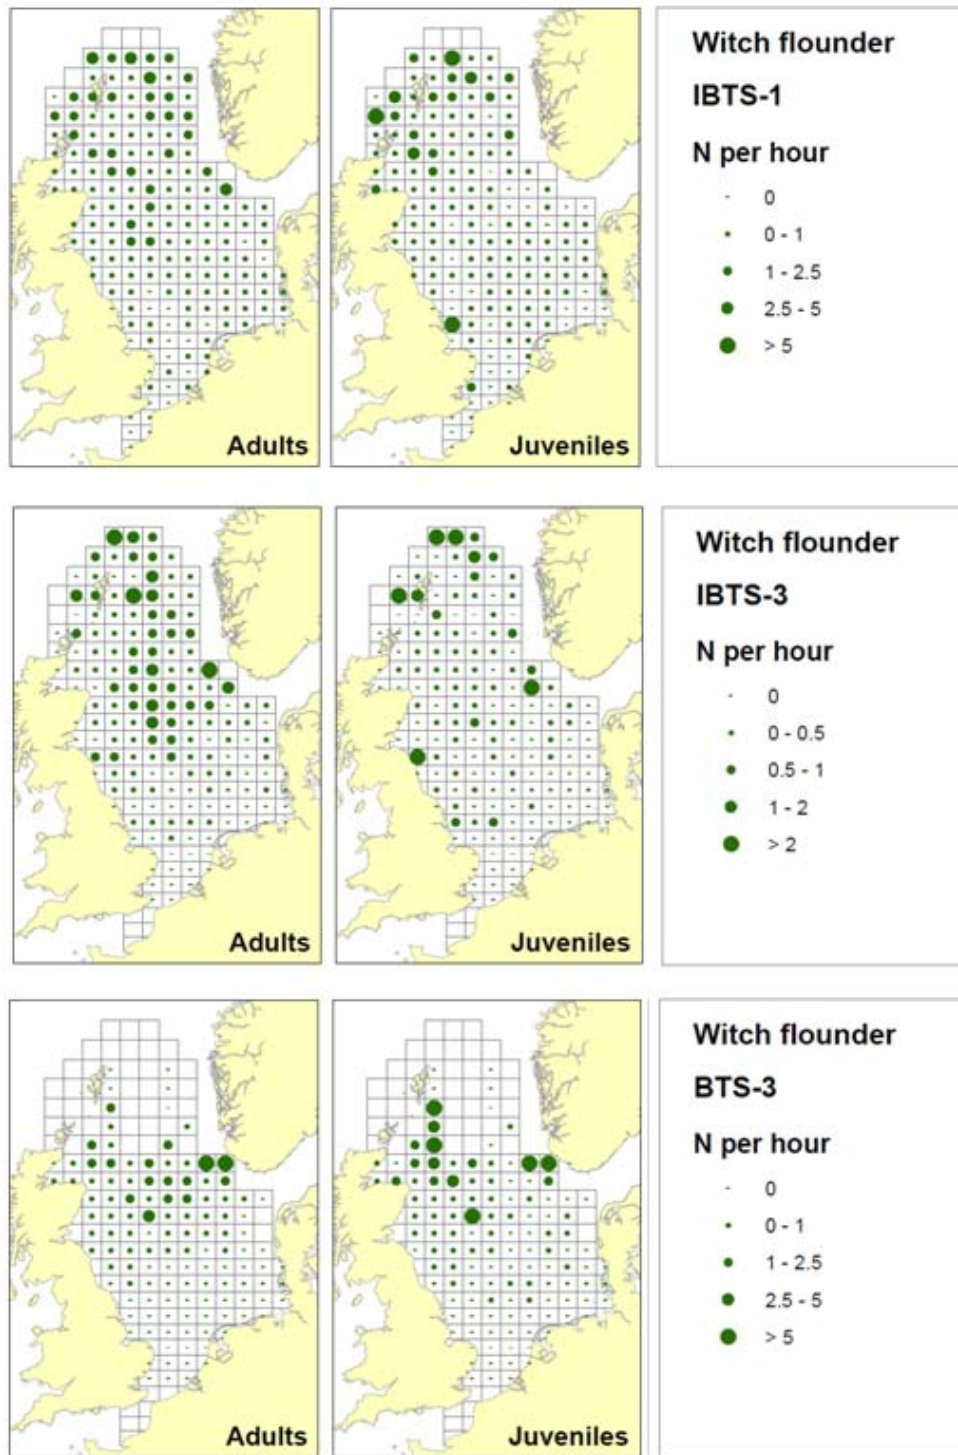 Witch flounder
IBTS-1
N per hour
0
0 - 1
1 - 2.5
2.5 - 5
> 5
Adults
Juveniles
Witch flounder
IBTS-3
N per hour
0
0 - 0.5
0.5 - 1
1 - 2
> 2
Adults
Juveniles
Witch flounder
BTS-3
N per hour
0
0 - 1
1 - 2.5
2.5 - 5
> 5
Adults
Juveniles